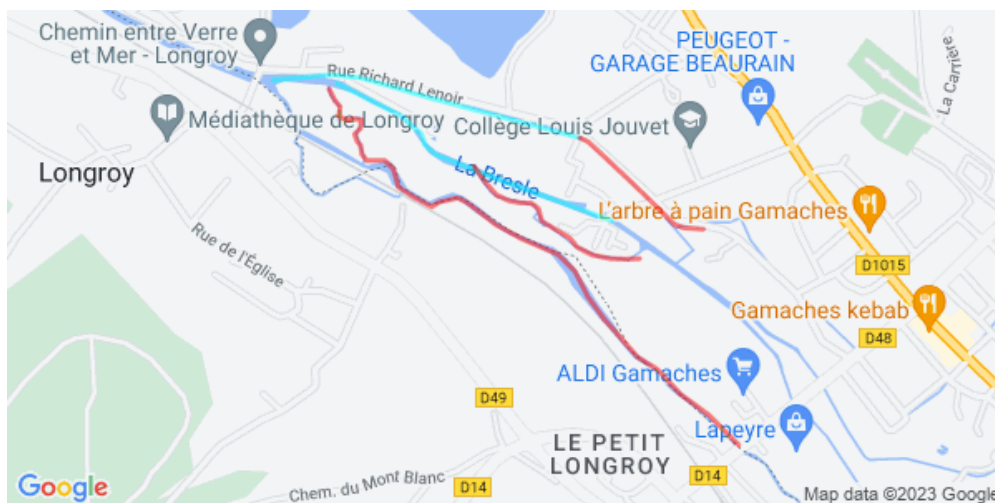 Chemin entre Verre
et Mer - Longroy
PEUGEOT -
GARAGE BEAURAIN
La Carrière
Rue Richard Lenoir
Médiathèque de Longroy
Collège Louis Jouvet
Longroy
La Bresle
L'arbre à pain Gamaches
Rue de l'Église
D1015
Gamaches kebab
D48
ALDI Gamaches
D49
Lapeyre
LE PETIT
LONGROY
Chem. du Mont Blanc
D14
D14
Google
Map data ©2023 Google